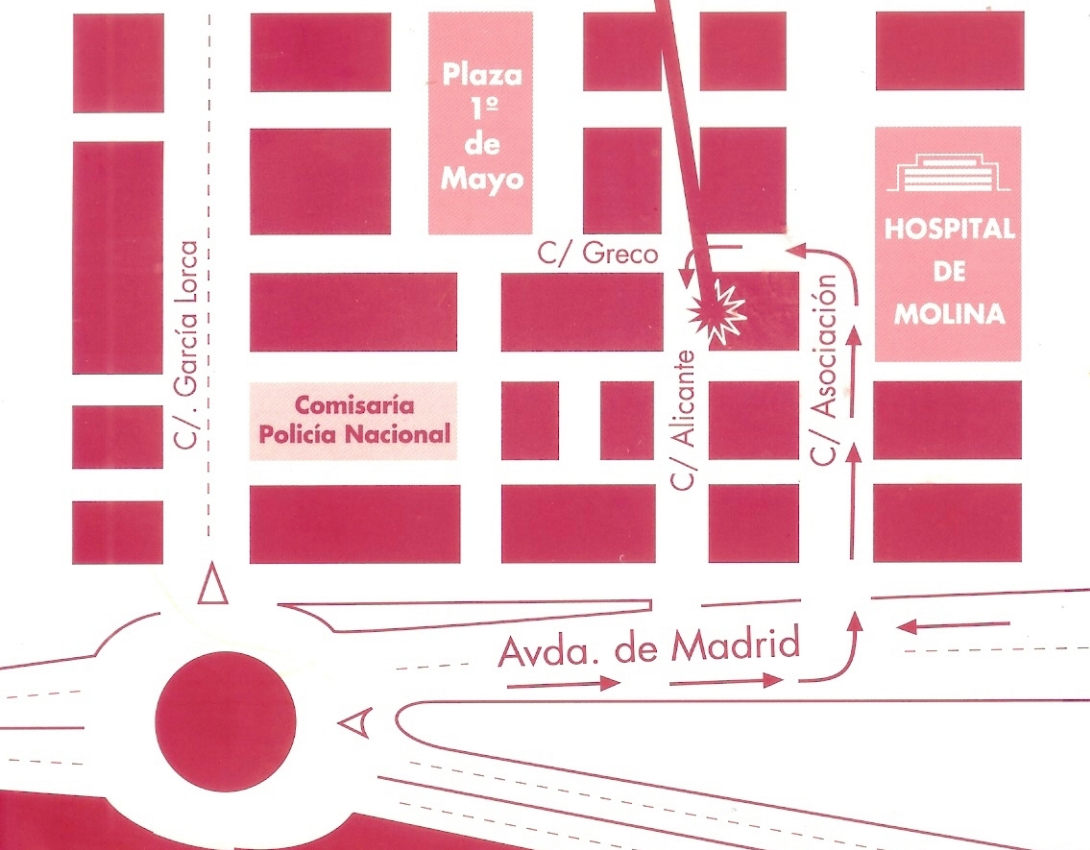 Plaza
1º
de
Mayo
HOSPITAL
DE
MOLINA
C/ Greco
C/. García Lorca
C/ Asociación
C/ Alicante
Comisaría
Policía Nacional
Avda. de Madrid